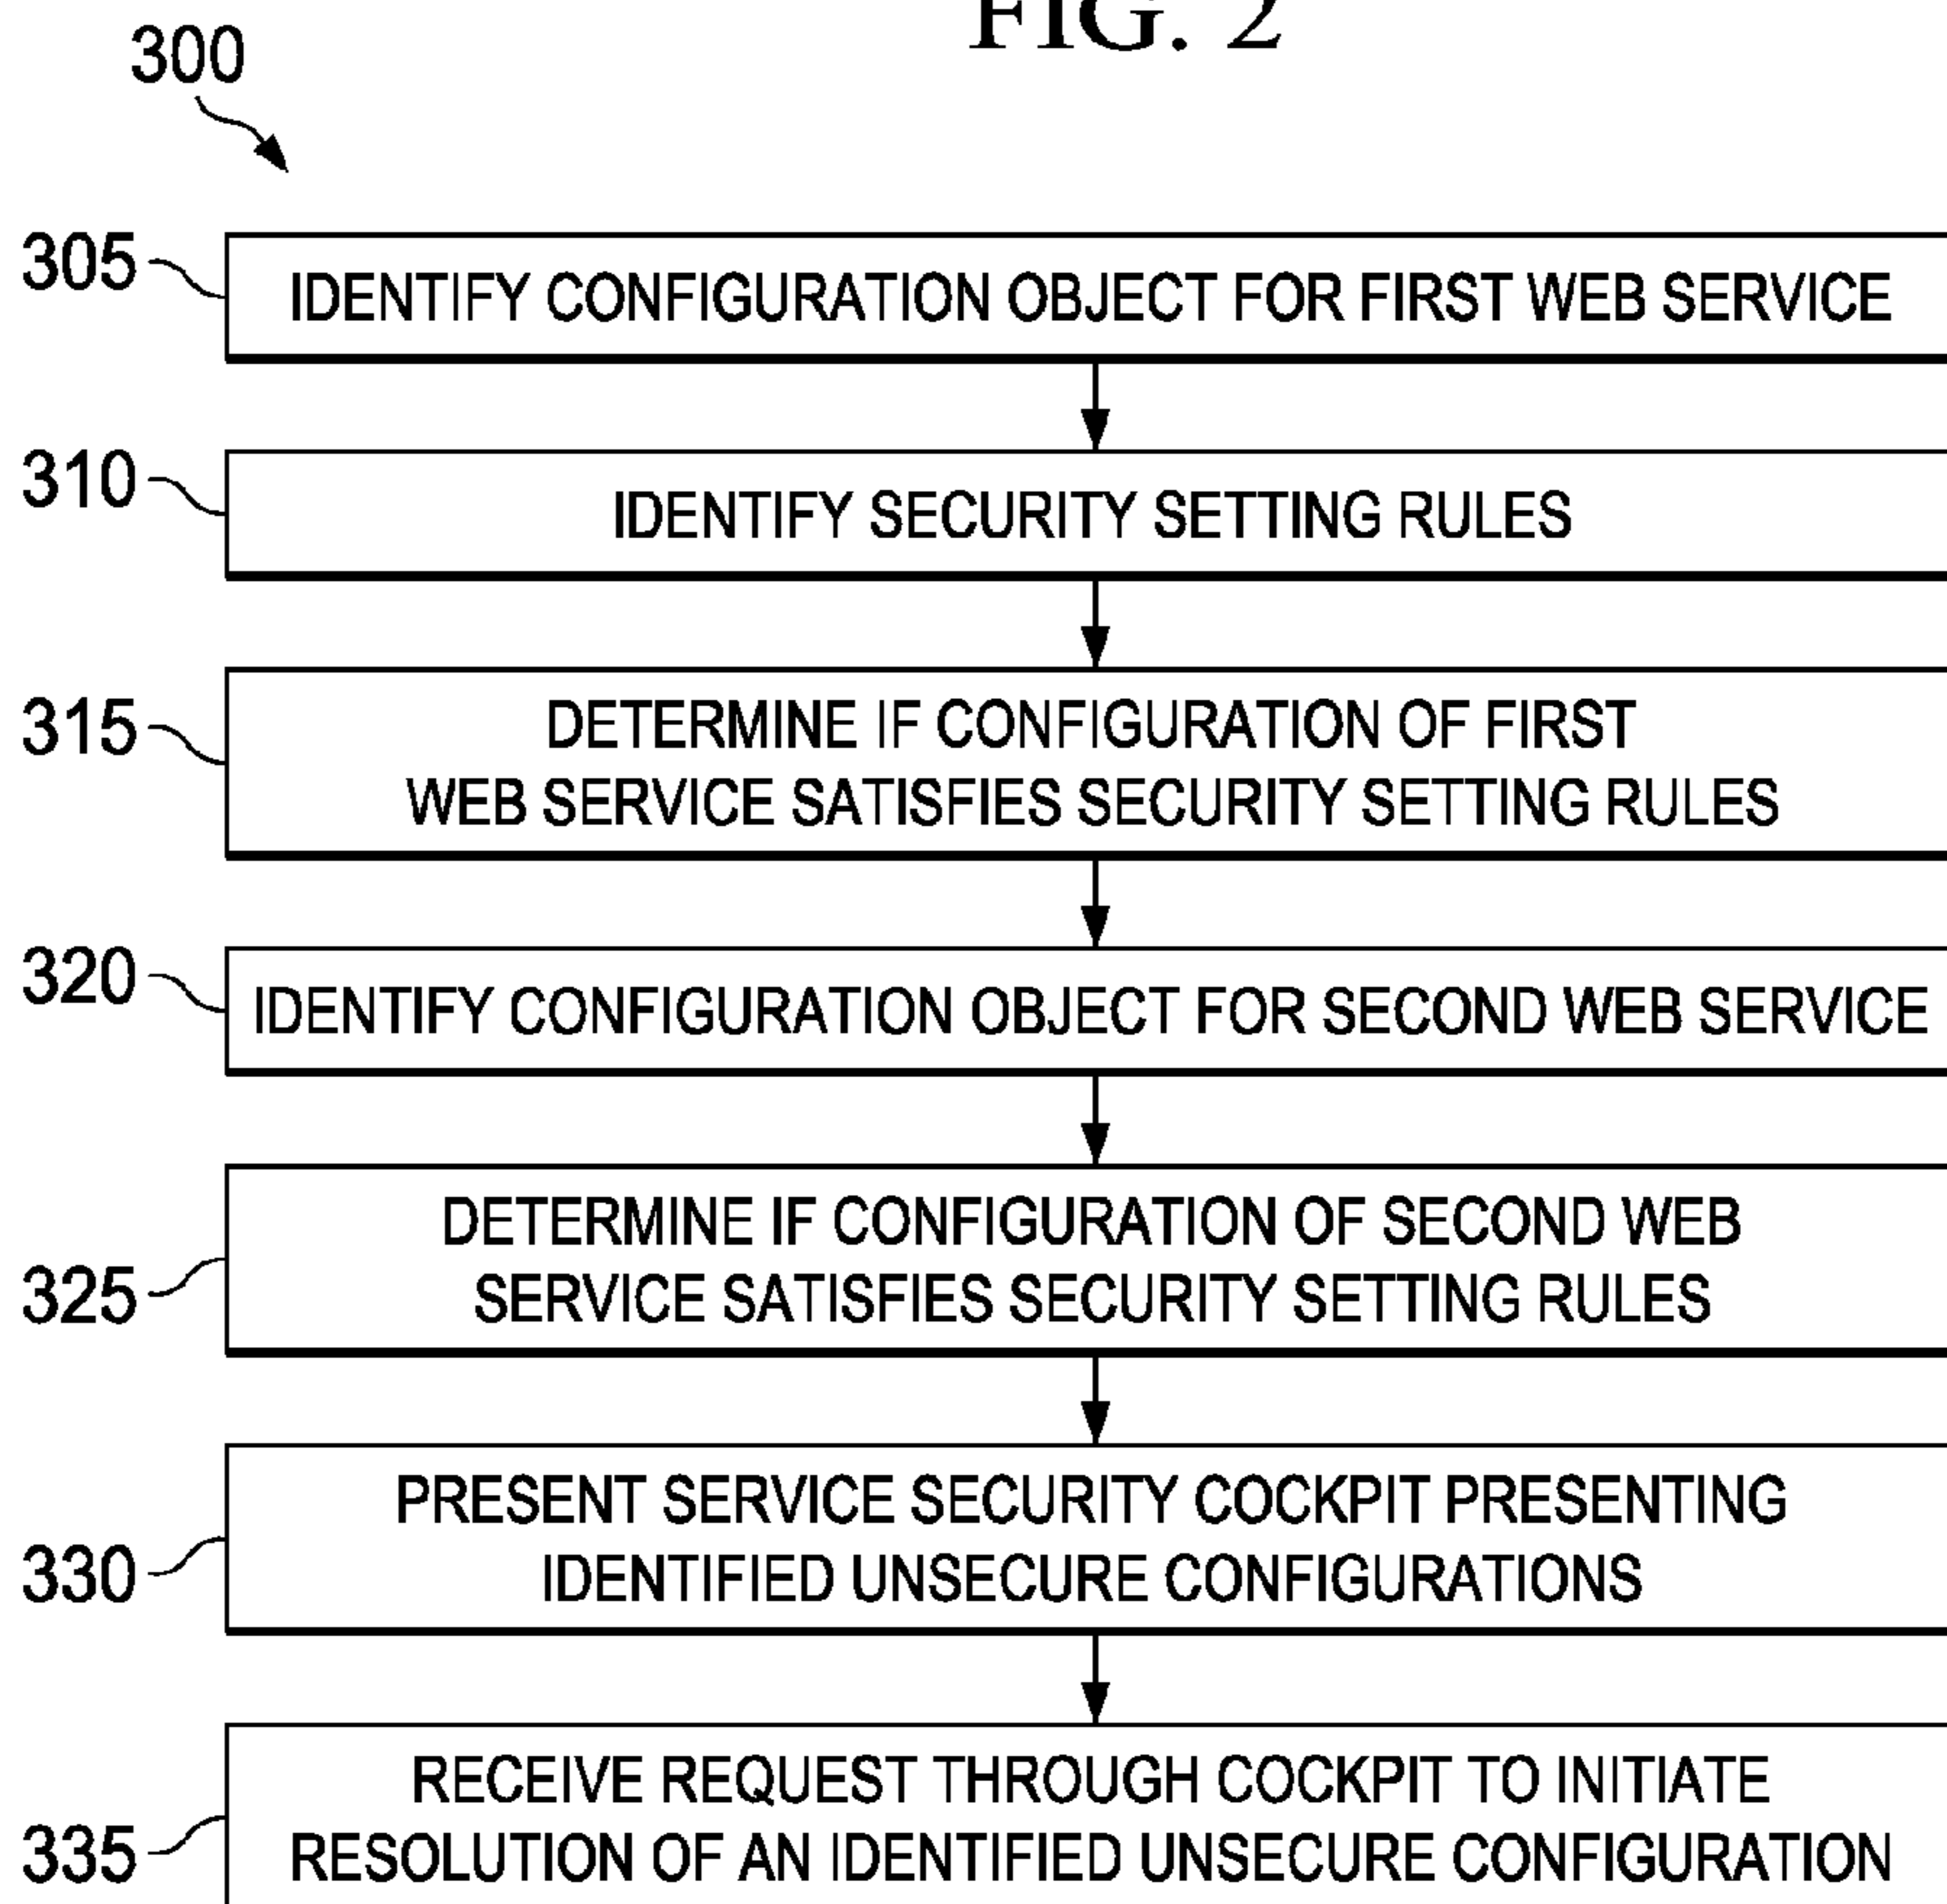 FIG. 2
300
305
IDENTIFY CONFIGURATION OBJECT FOR FIRST WEB SERVICE
310
IDENTIFY SECURITY SETTING RULES
315
DETERMINE IF CONFIGURATION OF FIRST
WEB SERVICE SATISFIES SECURITY SETTING RULES
320
IDENTIFY CONFIGURATION OBJECT FOR SECOND WEB SERVICE
325
DETERMINE IF CONFIGURATION OF SECOND WEB
SERVICE SATISFIES SECURITY SETTING RULES
330
PRESENT SERVICE SECURITY COCKPIT PRESENTING
IDENTIFIED UNSECURE CONFIGURATIONS
335
RECEIVE REQUEST THROUGH COCKPIT TO INITIATE
RESOLUTION OF AN IDENTIFIED UNSECURE CONFIGURATION